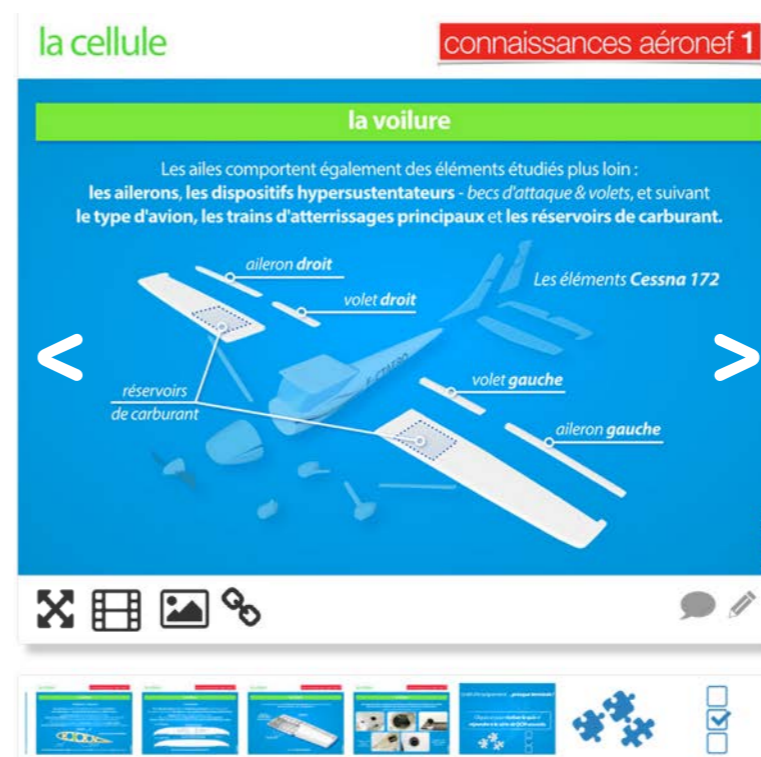 la cellule
connaissances aéronef 1
la voilure
Les ailes comportent également des éléments étudiés plus loin :
les ailerons, les dispositifs hypersustentateurs - becs d'attaque & volets, et suivant
le type d'avion, les trains d'atterrissages principaux et les réservoirs de carburant.
aileron droit
Les éléments Cessna 172
volet droit
volet gauche
réservoirs
de carburant
aileron gauche